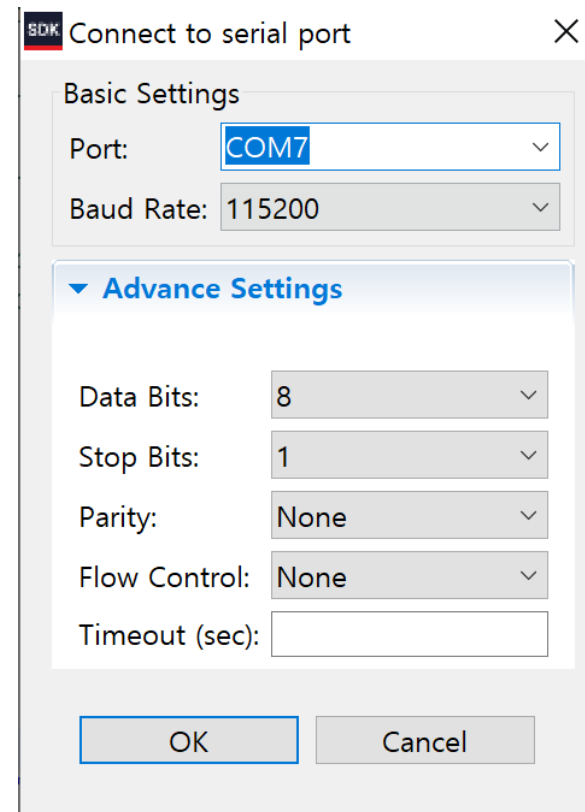 SDK Connect to serial port
Basic Settings
Port: COM7
Baud Rate: 115200
Advance Settings
Data Bits: 8
Stop Bits: 1
Parity: None
Flow Control: None
Timeout (sec):
OK Cancel